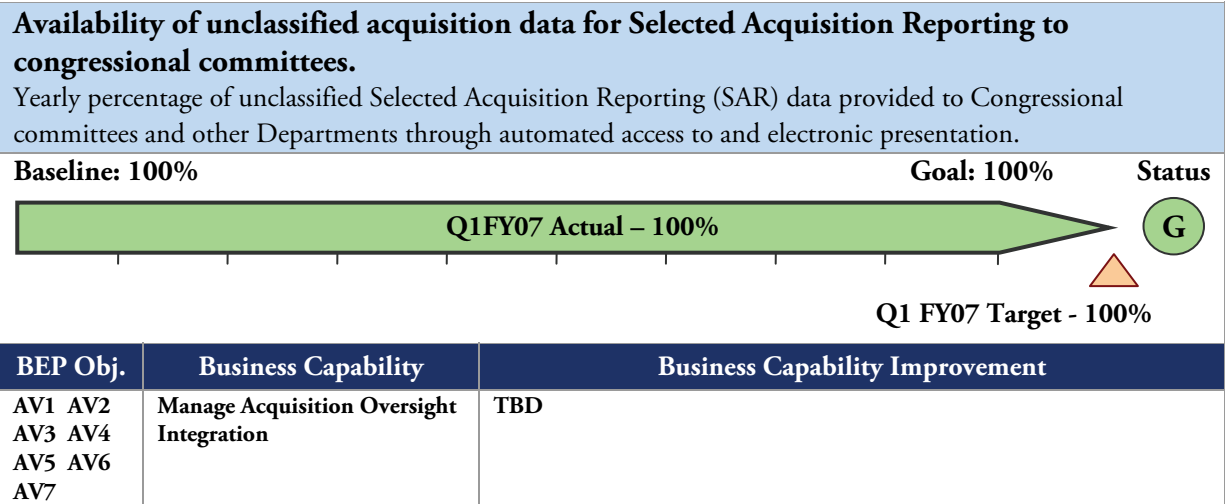 Availability of unclassified acquisition data for Selected Acquisition Reporting to
congressional committees.
Yearly percentage of unclassified Selected Acquisition Reporting (SAR) data provided to Congressional
committees and other Departments through automated access to and electronic presentation.
Baseline: 100% Goal: 100% Status
Q1FY07 Actual – 100% G
Q1 FY07 Target - 100%
BEP Obj. Business Capability Business Capability Improvement
AV1 AV2 Manage Acquisition Oversight TBD
AV3 AV4 Integration
AV5 AV6
AV7